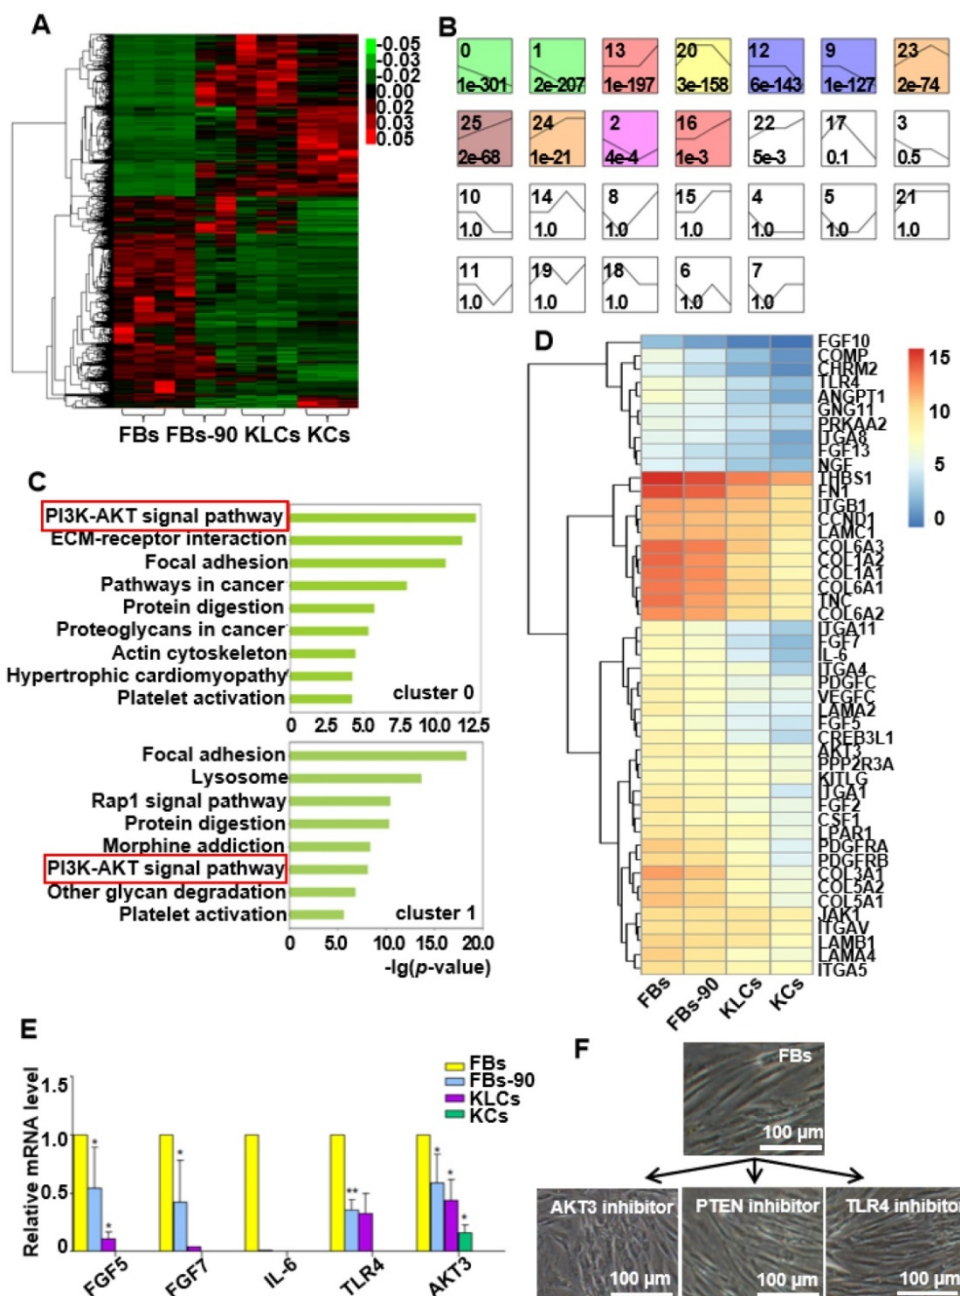 A
-0.05
-0.03
-0.02
0.00
0.02
0.03
0.05
FBs FBs-90 KLCs KCs
B
0 1 13 20 12 9 23
1e-301 2e-207 1e-197 3e-158 6e-143 1e-127 2e-74
25 24 2 16 22 17 3
2e-68 1e-21 4e-4 1e-3 5e-3 0.1 0.5
10 14 8 15 4 5 21
1.0 1.0 1.0 1.0 1.0 1.0 1.0
11 19 18 6 7
1.0 1.0 1.0 1.0 1.0
C
PI3K-AKT signal pathway
ECM-receptor interaction
Focal adhesion
Pathways in cancer
Protein digestion
Proteoglycans in cancer
Actin cytoskeleton
Hypertrophic cardiomyopathy
Platelet activation
cluster 0
0 2.5 5.0 7.5 10.0 12.5
Focal adhesion
Lysosome
Rap1 signal pathway
Protein digestion
Morphine addiction
PI3K-AKT signal pathway
Other glycan degradation
Platelet activation
cluster 1
0 5.0 10.0 15.0 20.0
-lg(p-value)
D
FGF10
COMP
CHRM2
TLR4
ANGPT1
GNG11
PRKAA2
ITGA8
FGF13
NGF
THBS1
FN1
ITGB1
CCND1
LAMC1
COL6A3
COL1A2
COL1A1
COL6A1
TNC
COL6A2
ITGA11
FGF7
IL-6
ITGA4
PDGFC
VEGFC
LAMA2
FGF5
CREB3L1
AKT3
PPP2R3A
KITLG
ITGA1
FGF2
CSF1
LPAR1
PDGFRA
PDGFRB
COL3A1
COL5A2
COL5A1
JAK1
ITGAV
LAMB1
LAMA4
ITGA5
15
10
5
0
FBs FBs-90 KLCs KCs
E
Relative mRNA level
1.5
1.0
0.5
0
FBs
FBs-90
KLCs
KCs
* * * ** * * *
FGF5 FGF7 IL-6 TLR4 AKT3
F
FBs
100 µm
AKT3 inhibitor PTEN inhibitor TLR4 inhibitor
100 µm 100 µm 100 µm